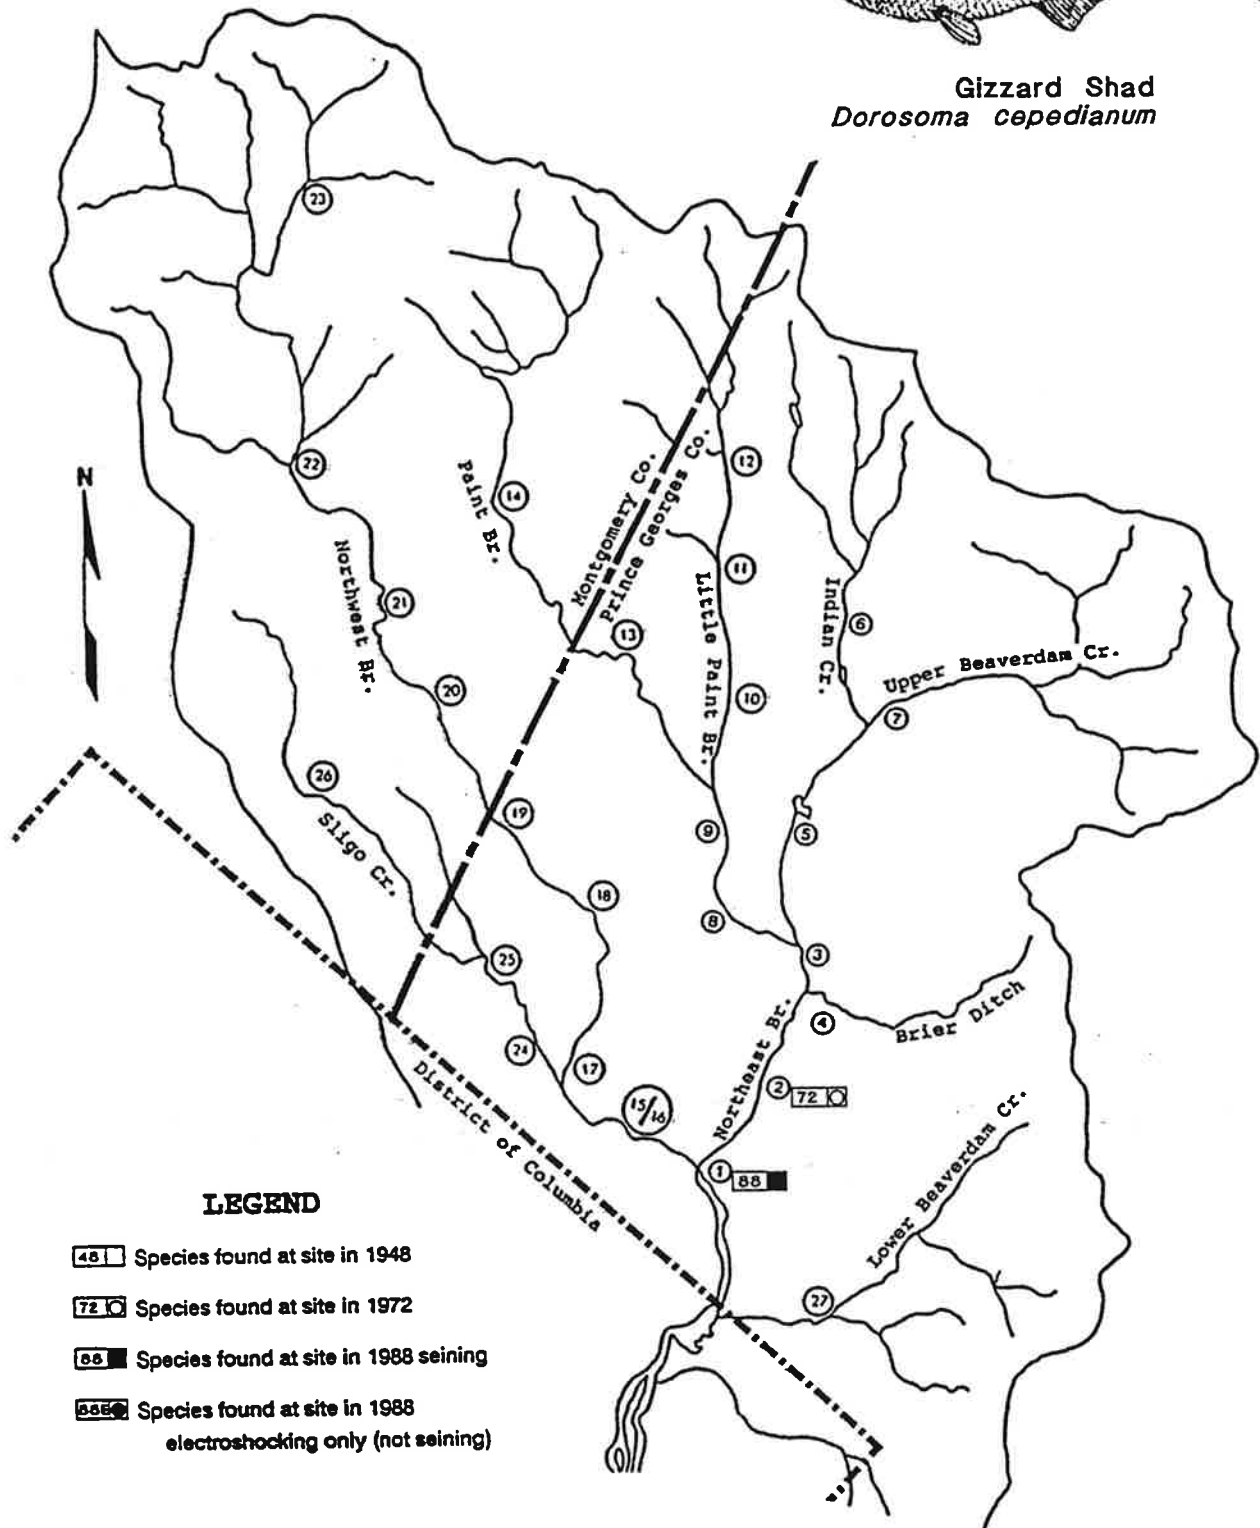 Gizzard Shad
Dorosoma cepedianum
23
N
22
Paint Br.
14
Montgomery Co.
Prince Georges Co.
12
11
Northwest Br.
21
13
Little Paint Br.
Indian Cr.
6
Upper Beaverdam Cr.
20
10
7
26
Sligo Cr.
19
9
5
18
8
3
25
4
Brier Ditch
24
17
Northeast Br.
2
72
15/16
District of Columbia
1
88
Lower Beaverdam Cr.
27
LEGEND
48 Species found at site in 1948
72 Species found at site in 1972
88 Species found at site in 1988 seining
88E Species found at site in 1988
electroshocking only (not seining)